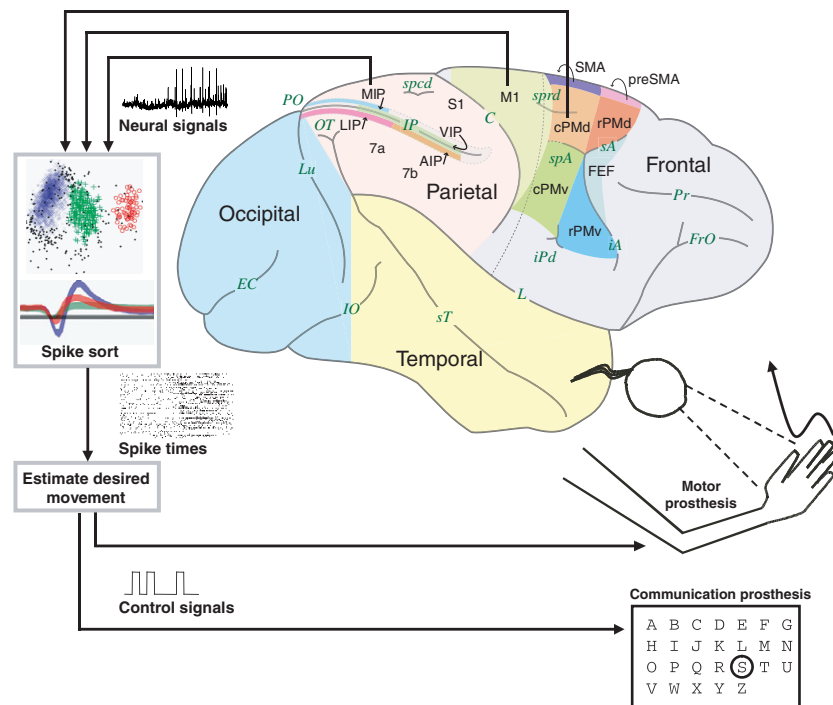 SMA
preSMA
spcd
sprd
MIP
M1
PO
S1
C
cPMd
rPMd
Neural signals
OT
LIP
IP
VIP
sA
7a
AIP
spA
FEF
Frontal
Lu
7b
Parietal
cPMv
Pr
Occipital
rPMv
iPd
iA
FrO
EC
IO
sT
L
Spike sort
Temporal
Spike times
Estimate desired
movement
Motor
prosthesis
Control signals
Communication prosthesis
A B C D E F G
H I J K L M N
O P Q R S T U
V W X Y Z